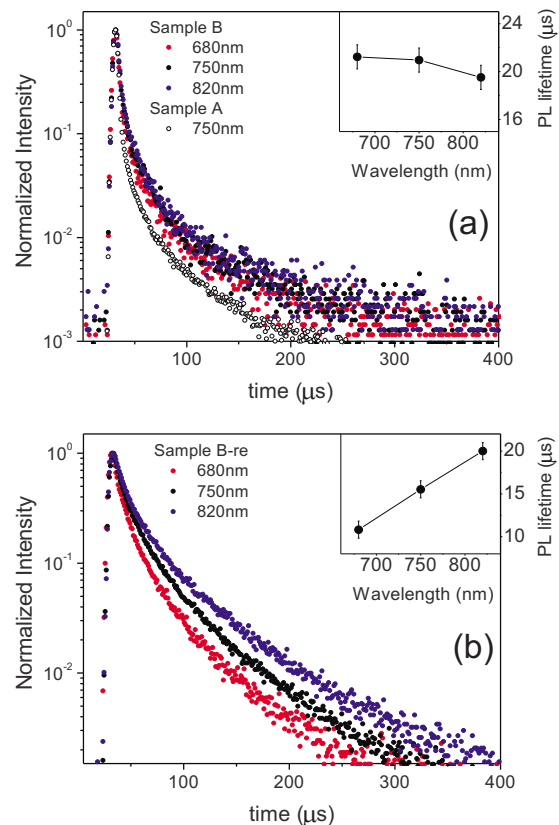 Sample B
680nm
750nm
820nm
Sample A
750nm
(a)
Normalized Intensity
10⁰
10⁻¹
10⁻²
10⁻³
100 200 300 400
time (μs)
PL lifetime (μs)
24
22
20
18
16
700 750 800
Wavelength (nm)
Sample B-re
680nm
750nm
820nm
(b)
Normalized Intensity
10⁰
10⁻¹
10⁻²
100 200 300 400
time (μs)
PL lifetime (μs)
20
15
10
700 750 800
Wavelength (nm)